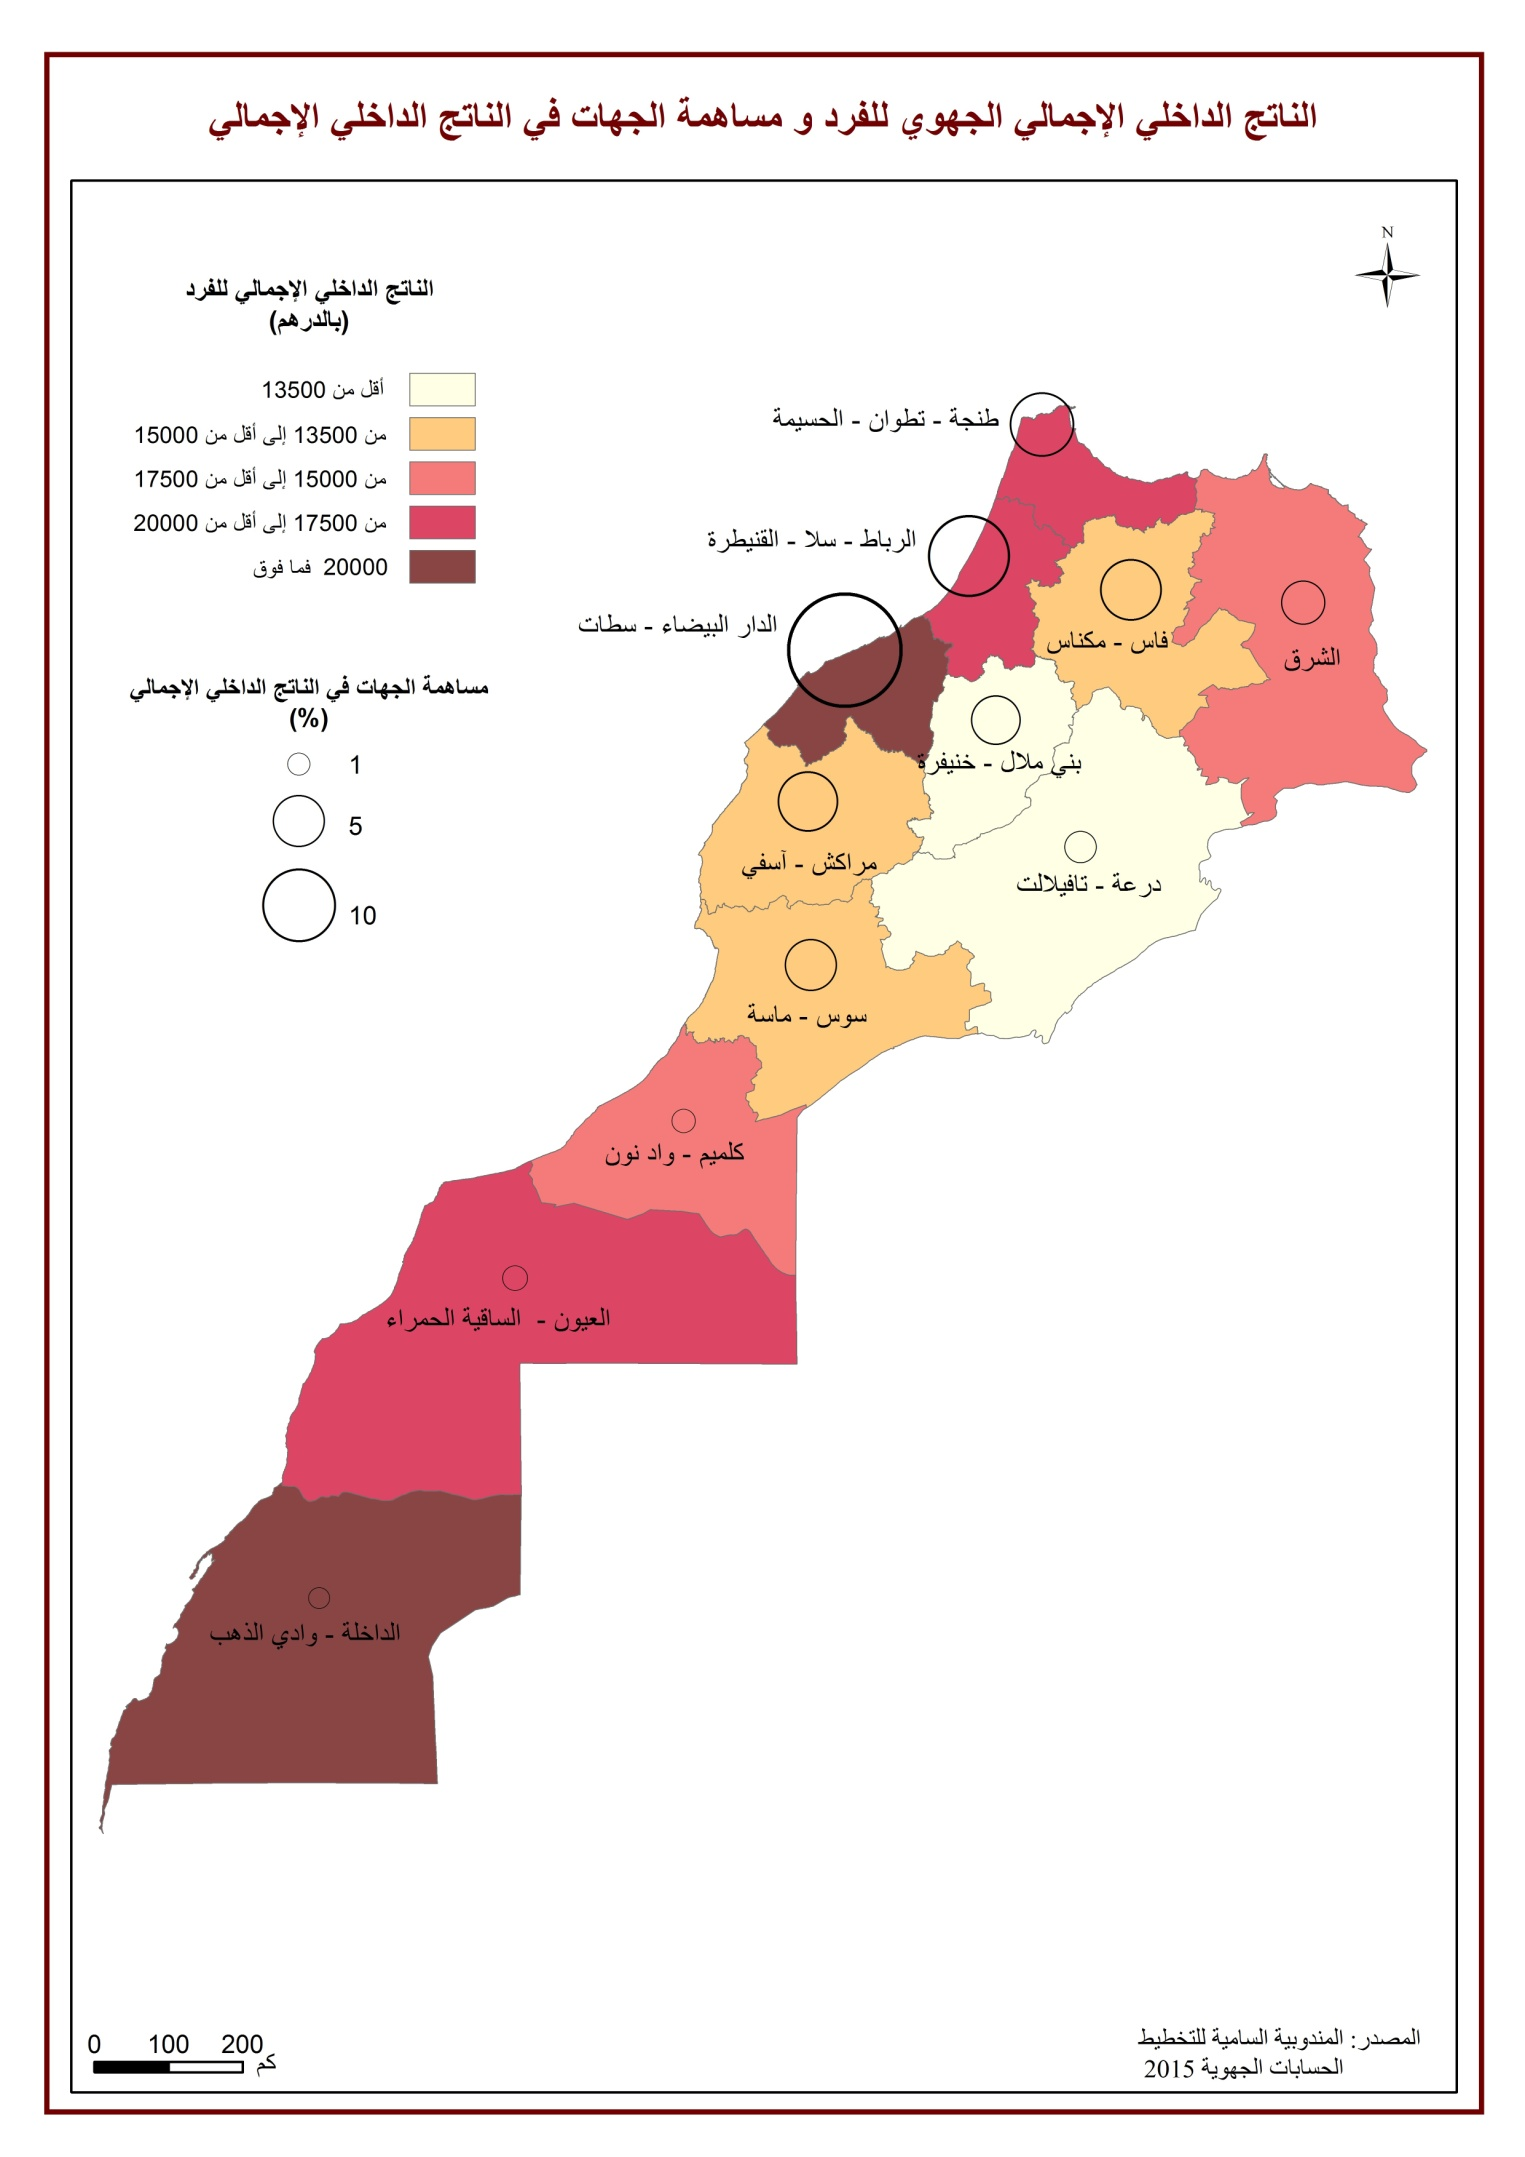 الناتج الداخلي الإجمالي الجهوي للفرد و مساهمة الجهات في الناتج الداخلي الإجمالي
N
الناتج الداخلي الإجمالي للفرد
(بالدرهم)
أقل من 13500
من 13500 إلى أقل من 15000
من 15000 إلى أقل من 17500
من 17500 إلى أقل من 20000
20000 فما فوق
مساهمة الجهات في الناتج الداخلي الإجمالي
(%)
1
5
10
طنجة - تطوان - الحسيمة
الرباط - سلا - القنيطرة
الدار البيضاء - سطات
فاس - مكناس
الشرق
بني ملال - خنيفرة
مراكش - آسفي
درعة - تافيلالت
سوس - ماسة
كلميم - واد نون
العيون - الساقية الحمراء
الداخلة - وادي الذهب
0 100 200
كم
المصدر: المندوبية السامية للتخطيط
الحسابات الجهوية 2015